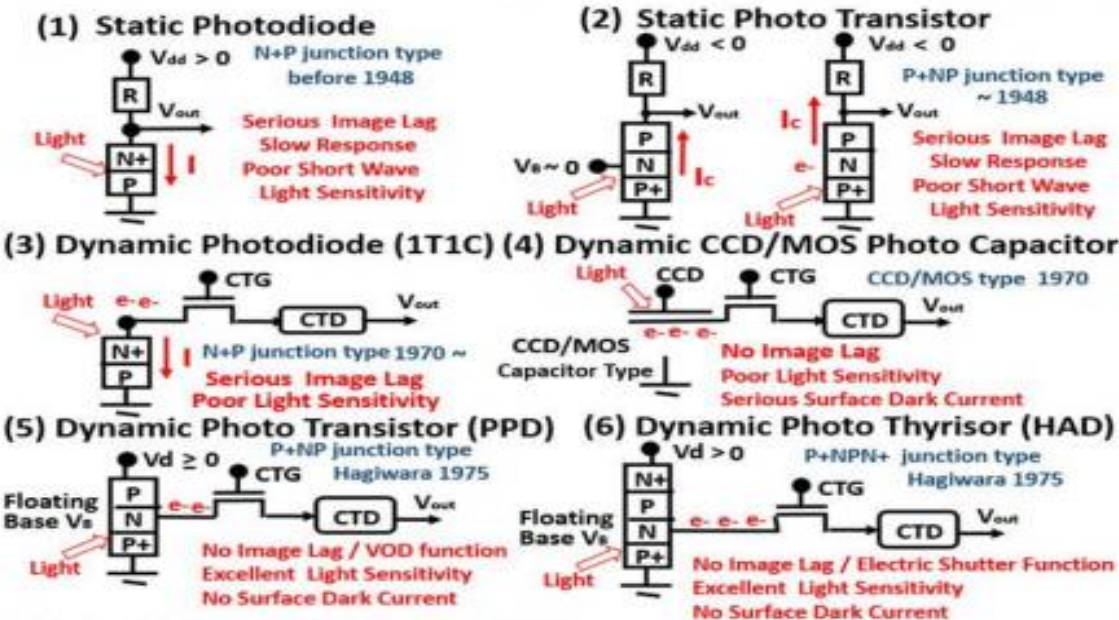 (1) Static Photodiode
Vdd > 0
N+P junction type
before 1948
R
Vout
Light
N+
P
I
Serious Image Lag
Slow Response
Poor Short Wave
Light Sensitivity
(2) Static Photo Transistor
Vdd < 0
R
Vout
P
N
P+
VB ~ 0
Ic
Light
Vdd < 0
R
Vout
Ic
P
N
P+
e-
Light
P+NP junction type
~ 1948
Serious Image Lag
Slow Response
Poor Short Wave
Light Sensitivity
(3) Dynamic Photodiode (1T1C)
CTG
Light
e- e-
CTD
Vout
N+
P
I
N+P junction type 1970 ~
Serious Image Lag
Poor Light Sensitivity
(4) Dynamic CCD/MOS Photo Capacitor
Light
CCD
CTG
CCD/MOS type 1970
e- e- e-
CTD
Vout
CCD/MOS
Capacitor Type
No Image Lag
Poor Light Sensitivity
Serious Surface Dark Current
(5) Dynamic Photo Transistor (PPD)
Vd ≥ 0
P+NP junction type
Hagiwara 1975
CTG
Floating
Base VB
P
N
P+
e- e-
CTD
Vout
Light
No Image Lag / VOD function
Excellent Light Sensitivity
No Surface Dark Current
(6) Dynamic Photo Thyrisor (HAD)
Vd > 0
P+NPN+ junction type
Hagiwara 1975
CTG
Floating
Base VB
N+
P
N
P+
e- e- e-
CTD
Vout
Light
No Image Lag / Electric Shutter Function
Excellent Light Sensitivity
No Surface Dark Current